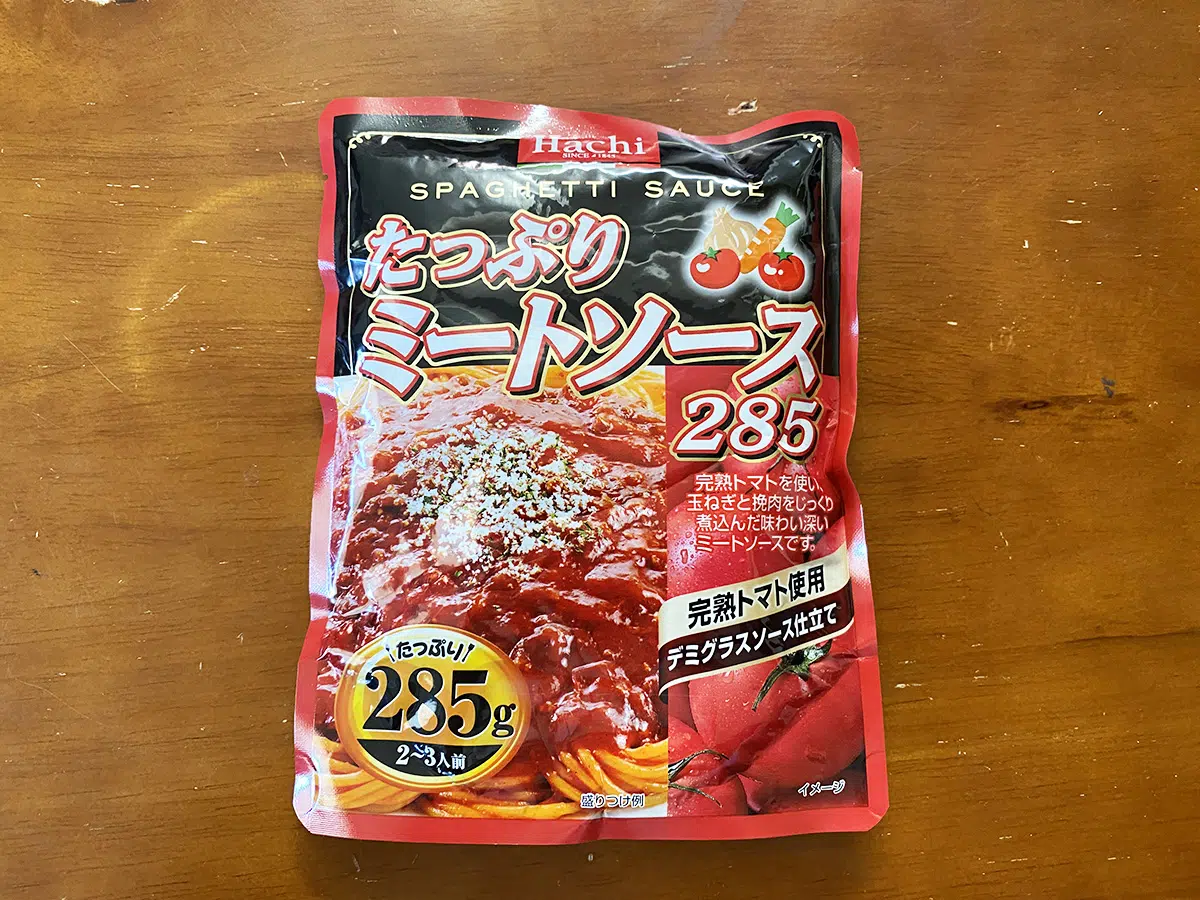 Hachi
SINCE 1845
SPAGHETTI SAUCE
たっぷり
ミートソース
285
完熟トマトを使い、
玉ねぎと挽肉をじっくり
煮込んだ味わい深い
ミートソースです。
完熟トマト使用
デミグラスソース仕立て
たっぷり
285g
2～3人前
盛りつけ例
イメージ